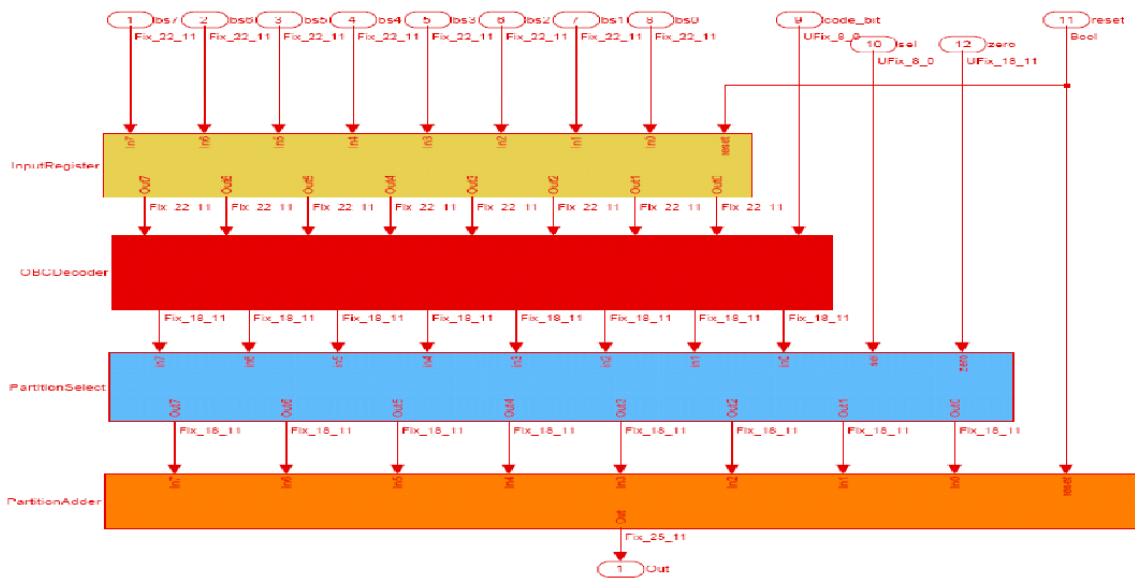 1 bs7 2 bs6 3 bs5 4 bs4 5 bs3 6 bs2 7 bs1 8 bs0 9 code_bit 11 reset
Fix_22_11 Fix_22_11 Fix_22_11 Fix_22_11 Fix_22_11 Fix_22_11 Fix_22_11 Fix_22_11 Bool
10 sel 12 zero
UFix_8_0 UFix_18_11
In7 In6 In5 In4 In3 In2 In1 In0 reset
InputRegister
Out7 Out4 Out3 Out2 Out1 Out0
Fix_22_11 Fix_22_11 Fix_22_11 Fix_22_11 Fix_22_11 Fix_22_11 Fix_22_11 Fix_22_11
OBCDecoder
Fix_18_11 Fix_18_11 Fix_18_11 Fix_18_11 Fix_18_11 Fix_18_11 Fix_18_11 Fix_18_11
in7 in6 in5 in4 in3 in2 in1 in0 sel zero
PartitionSelect
Out7 Out6 Out5 Out4 Out3 Out2 Out1 Out0
Fix_18_11 Fix_18_11 Fix_18_11 Fix_18_11 Fix_18_11 Fix_18_11 Fix_18_11 Fix_18_11
In7 In6 In5 In4 In3 In2 In1 In0 reset
PartitionAdder
Out
Fix_25_11
1 Out